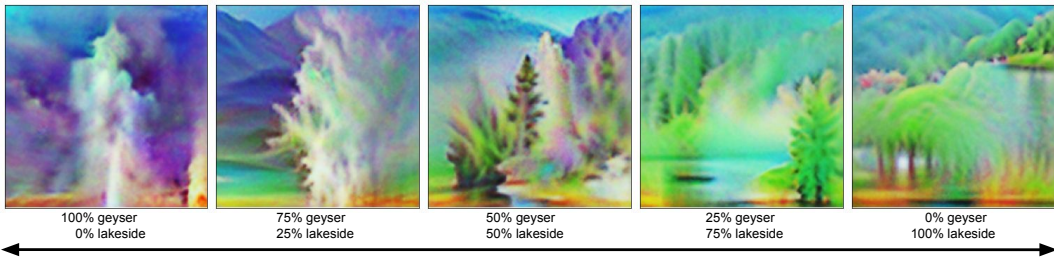 100% geyser
0% lakeside
75% geyser
25% lakeside
50% geyser
50% lakeside
25% geyser
75% lakeside
0% geyser
100% lakeside